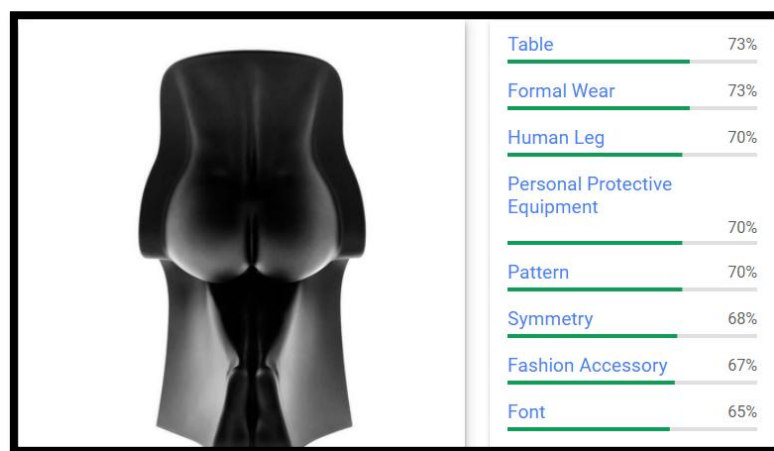 Table 73%
Formal Wear 73%
Human Leg 70%
Personal Protective
Equipment
70%
Pattern 70%
Symmetry 68%
Fashion Accessory 67%
Font 65%